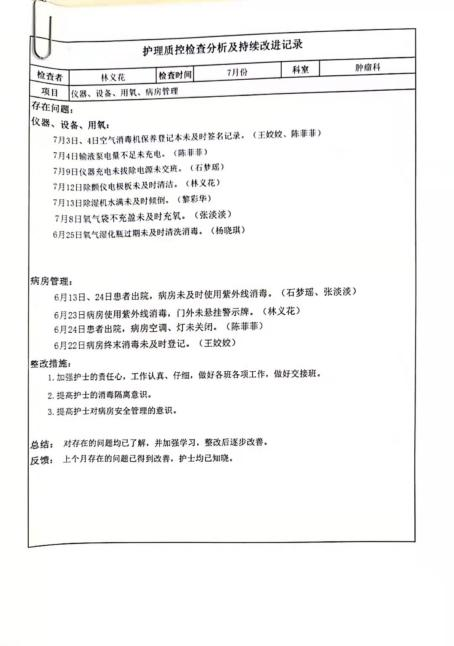 护理质控检查分析及持续改进记录
检查者 林义花 检查时间 7月份 科室 肿瘤科
项目 仪器、设备、用氧、病房管理
存在问题：
仪器、设备、用氧：
7月3日、4日空气消毒机保养登记本未及时签名记录。（王姣姣、陈菲菲）
7月4日输液泵电量不足未充电。（陈菲菲）
7月9日仪器充电未拔除电源未交班。（石梦瑶）
7月12日除颤仪电极板未及时清洁。（林义花）
7月13日除湿机水满未及时倾倒。（黎彩华）
7月8日氧气袋不充盈未及时充氧。（张淡淡）
6月25日氧气湿化瓶过期未及时清洗消毒。（杨晓琪）
病房管理：
6月13日、24日患者出院，病房未及时使用紫外线消毒。（石梦瑶、张淡淡）
6月23日病房使用紫外线消毒，门外未悬挂警示牌。（林义花）
6月24日患者出院，病房空调、灯未关闭。（陈菲菲）
6月22日病房终末消毒未及时登记。（王姣姣）
整改措施：
1.加强护士的责任心，工作认真、仔细，做好各班各项工作，做好交接班。
2.提高护士的消毒隔离意识。
3.提高护士对病房安全管理的意识。
总结： 对存在的问题均已了解，并加强学习，整改后逐步改善。
反馈： 上个月存在的问题已得到改善，护士均已知晓。